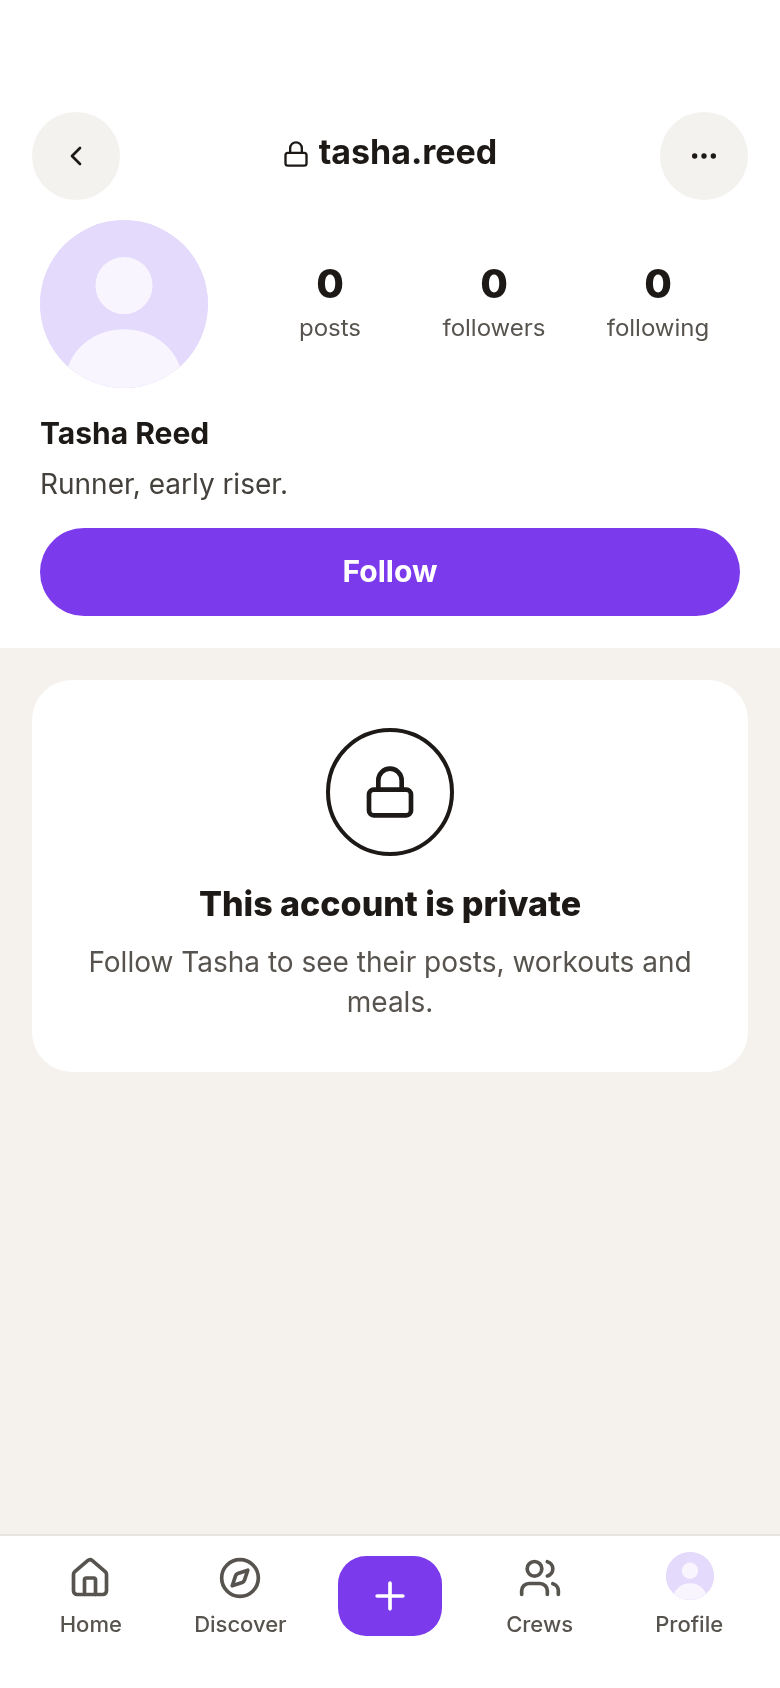 tasha.reed
0 0 0
posts followers following
Tasha Reed
Runner, early riser.
Follow
This account is private
Follow Tasha to see their posts, workouts and
meals.
Home Discover Crews Profile